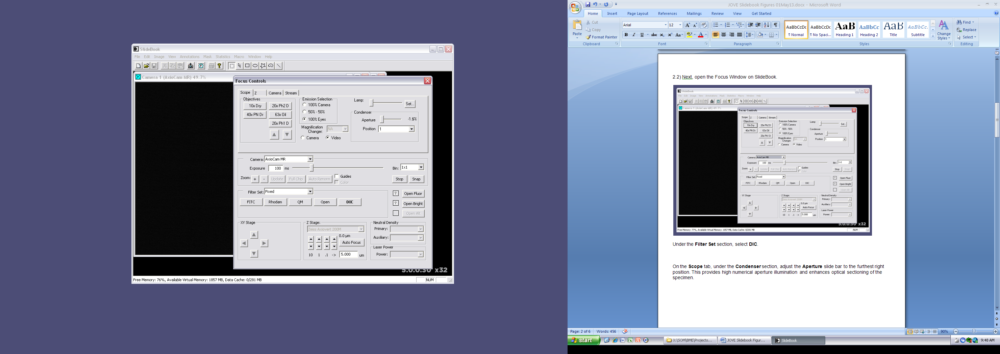 SlideBook
File Edit Image View Annotations Mask Statistics Macro Window Help
Camera 1 (AxioCam MR) 49.7%
Focus Controls
Scope Z Camera Stream
Objectives
10x Dry 20x Ph2 D
40x PN Dr 63x Oil
20x Ph1 D
Emission Selection
100% Camera
50% - 50%
100% Eyes
Magnification Changer: NA
Camera Video
Lamp: Set...
Condenser
Aperture -1.$%
Position 1
Camera: AxioCam MR
Exposure 100 ms
Bin: 1x1
Zoom: + - Update Full Chip Auto Renorm
Guides
Color
Stop Snap
Filter Set: Fixed
FITC Rhodam QM Open DIC
Open Fluor
Open Bright
Open Alt
XY Stage
Z Stage:
Zeiss Axiovert 200M
0.0 µm
Auto Focus
10 1 .1 -> 5.000 um
Neutral Density
Primary:
Auxiliary:
Laser Power
Power:
5.0.0.30 x32
Free Memory: 76%, Available Virtual Memory: 1857 MB, Data Cache: 0/281 MB
NUM
JOVE Slidebook Figures 01May13.docx - Microsoft Word
Home Insert Page Layout References Mailings Review View Get Started
Paste
Cut
Copy
Format Painter
Clipboard
Arial 12
Font
Paragraph
AaBbCcDc AaBbCcDc AaB AaBbCc AaB AaBbCc.
¶ Normal ¶ No Spaci... Heading 1 Heading 2 Title Subtitle
Change Styles
Styles
Find
Replace
Select
Editing
2.2) Next, open the Focus Window on SlideBook.
SlideBook
File Edit Image View Annotations Mask Statistics Macro Window Help
Camera 1 (AxioCam MR) 49.7%
Focus Controls
Scope Z Camera Stream
Objectives
10x Dry 20x Ph2 D
40x PN Dr 63x Oil
20x Ph1 D
Emission Selection
100% Camera
50% - 50%
100% Eyes
Magnification Changer: NA
Camera Video
Lamp: Set...
Condenser
Aperture
Position 1
Camera: AxioCam MR
Exposure 100 ms
Bin: 1x1
Zoom: + - Update Full Chip Auto Renorm
Guides
Color
Stop Snap
Filter Set: Fixed
FITC Rhodam QM Open DIC
Open Fluor
Open Bright
Open Alt
XY Stage
Z Stage:
Zeiss Axiovert 200M
0.0 µm
Auto Focus
10 1 .1 -> 5.000 um
Neutral Density
Primary:
Auxiliary:
Laser Power
Power:
5.0.0.30 x32
Free Memory: 77%, Available Virtual Memory: 1857 MB, Data Cache: 0/281 MB
NUM
Under the Filter Set section, select DIC.
On the Scope tab, under the Condenser section, adjust the Aperture slide bar to the furthest right
position. This provides high numerical aperture illumination and enhances optical sectioning of the
specimen.
Page: 2 of 6 Words: 456
90%
start
X:\SOM\BME\Projects...
JOVE Slidebook Figur...
SlideBook
9:48 AM